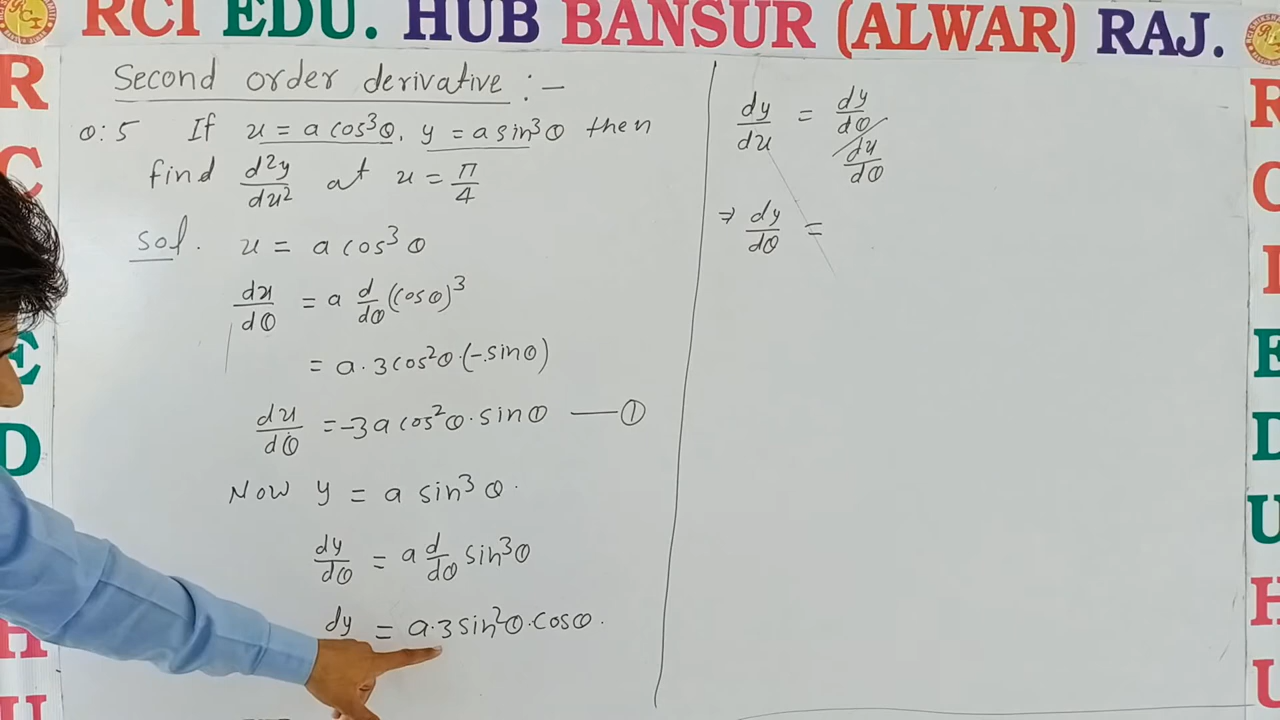 RCI EDU. HUB BANSUR (ALWAR) RAJ.
R
C
E
D
H
U
Second order derivative :-
Q:5 If x = a cos³θ, y = a sin³θ then
find d²y/dx² at x = π/4
Sol. x = a cos³θ
dx/dθ = a d/dθ (cosθ)³
= a·3cos²θ·(-sinθ)
dx/dθ = -3a cos²θ·sinθ —— ①
Now y = a sin³θ.
dy/dθ = a d/dθ sin³θ
dy = a·3sin²θ·cosθ.
dy/dx = dy/dθ / dx/dθ
⇒ dy/dθ =
R
C
I
E
D
U
H
U